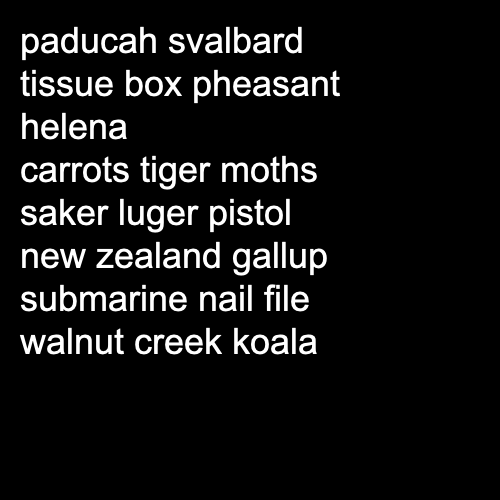 paducah svalbard
tissue box pheasant
helena
carrots tiger moths
saker luger pistol
new zealand gallup
submarine nail file
walnut creek koala